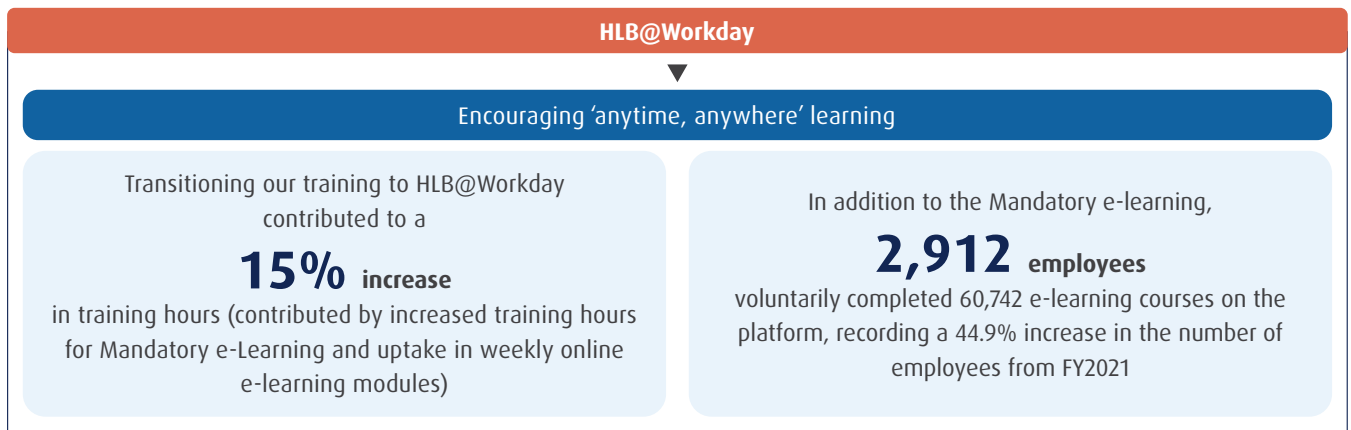 HLB@Workday
Encouraging ‘anytime, anywhere’ learning
Transitioning our training to HLB@Workday
contributed to a
15% increase
in training hours (contributed by increased training hours
for Mandatory e-Learning and uptake in weekly online
e-learning modules)
In addition to the Mandatory e-learning,
2,912 employees
voluntarily completed 60,742 e-learning courses on the
platform, recording a 44.9% increase in the number of
employees from FY2021